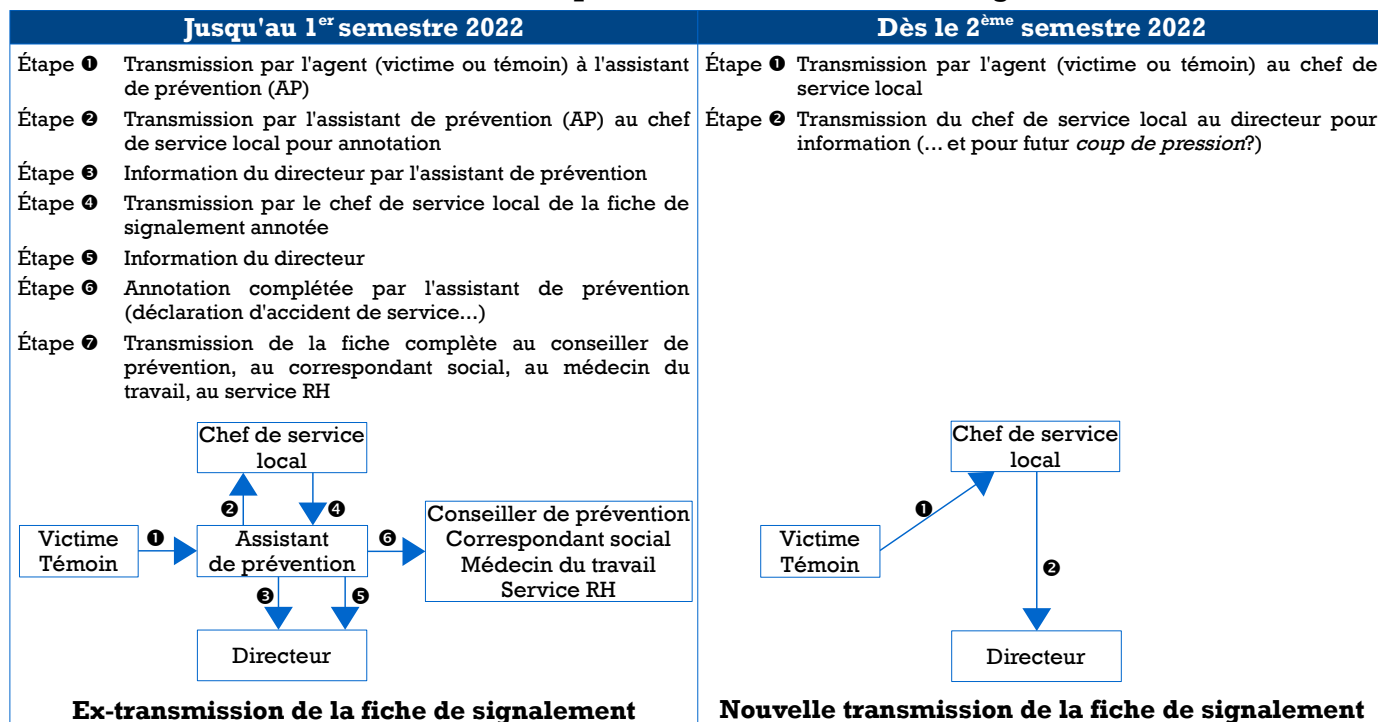 Jusqu'au 1er semestre 2022
Étape ❶ Transmission par l'agent (victime ou témoin) à l'assistant
de prévention (AP)
Étape ❷ Transmission par l'assistant de prévention (AP) au chef
de service local pour annotation
Étape ❸ Information du directeur par l'assistant de prévention
Étape ❹ Transmission par le chef de service local de la fiche de
signalement annotée
Étape ❺ Information du directeur
Étape ❻ Annotation complétée par l'assistant de prévention
(déclaration d'accident de service...)
Étape ❼ Transmission de la fiche complète au conseiller de
prévention, au correspondant social, au médecin du
travail, au service RH
Chef de service
local
❷ ❹
Victime
Témoin
❶
Assistant
de prévention
❻
Conseiller de prévention
Correspondant social
Médecin du travail
Service RH
❸ ❺
Directeur
Ex-transmission de la fiche de signalement
Dès le 2ème semestre 2022
Étape ❶ Transmission par l'agent (victime ou témoin) au chef de
service local
Étape ❷ Transmission du chef de service local au directeur pour
information (... et pour futur coup de pression?)
Chef de service
local
❶
Victime
Témoin
❷
Directeur
Nouvelle transmission de la fiche de signalement